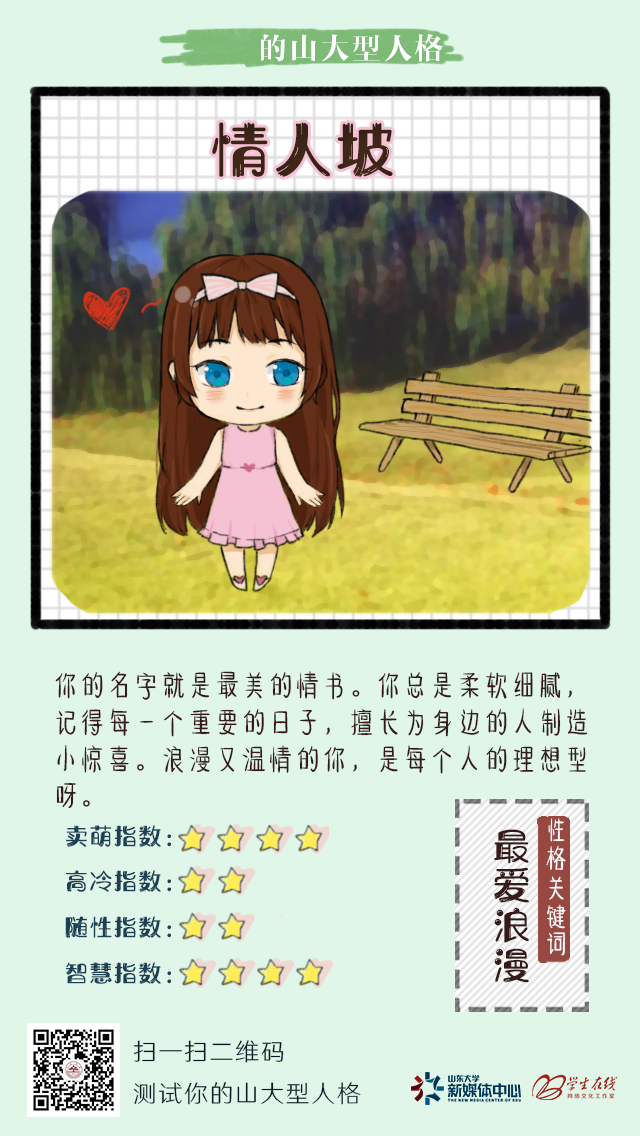 的山大型人格
情人坡
你的名字就是最美的情书。你总是柔软细腻，
记得每一个重要的日子，擅长为身边的人制造
小惊喜。浪漫又温情的你，是每个人的理想型
呀。
卖萌指数：
高冷指数：
随性指数：
智慧指数：
性格关键词
最爱浪漫
扫一扫二维码
测试你的山大型人格
山东大学
新媒体中心
THE NEW MEDIA CENTER OF SDU
学生在线
网络文化工作室